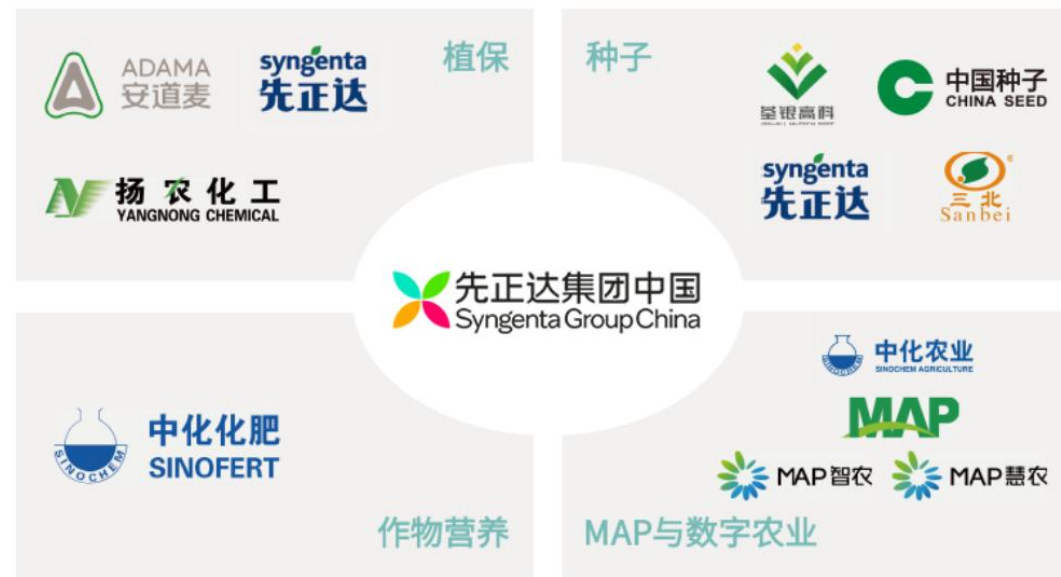 植保
ADAMA
安道麦
syngenta
先正达
扬农化工
YANGNONG CHEMICAL
种子
荃银高科
中国种子
CHINA SEED
syngenta
先正达
三北
Sanbei
®
先正达集团中国
Syngenta Group China
SINOCHEM
中化化肥
SINOFERT
作物营养
SINOCHEM
中化农业
SINOCHEM AGRICULTURE
MAP
MAP智农
MAP慧农
MAP与数字农业